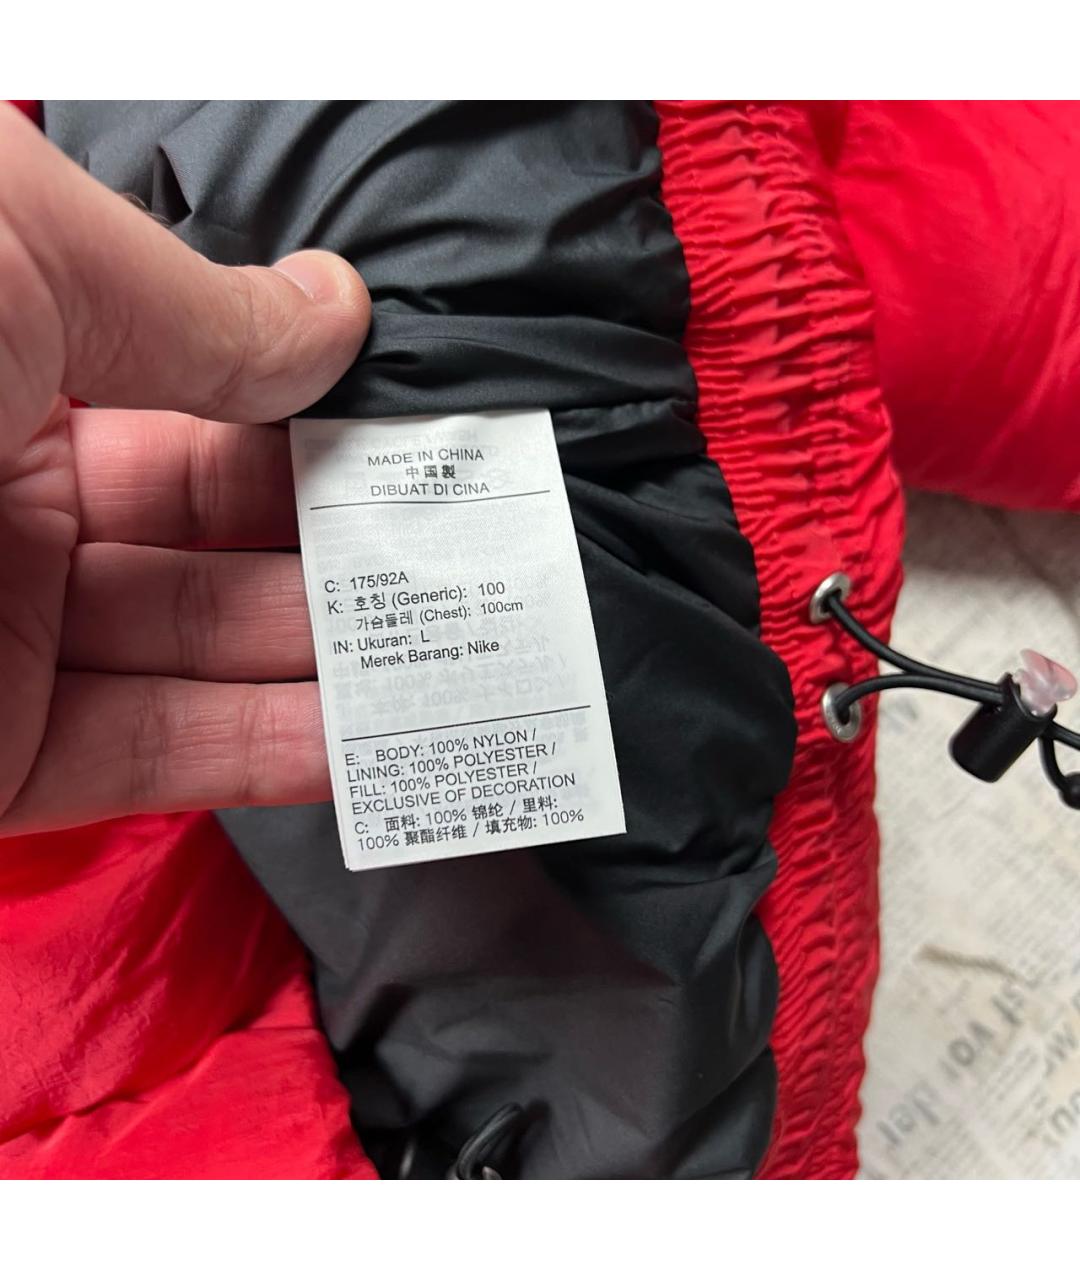 MADE IN CHINA
中国製
DIBUAT DI CINA
C: 175/92A
K: 호칭 (Generic): 100
가슴둘레 (Chest): 100cm
IN: Ukuran: L
Merek Barang: Nike
E: BODY: 100% NYLON /
LINING: 100% POLYESTER /
FILL: 100% POLYESTER /
EXCLUSIVE OF DECORATION
C: 面料: 100% 锦纶 / 里料:
100% 聚酯纤维 / 填充物: 100%
der
vor